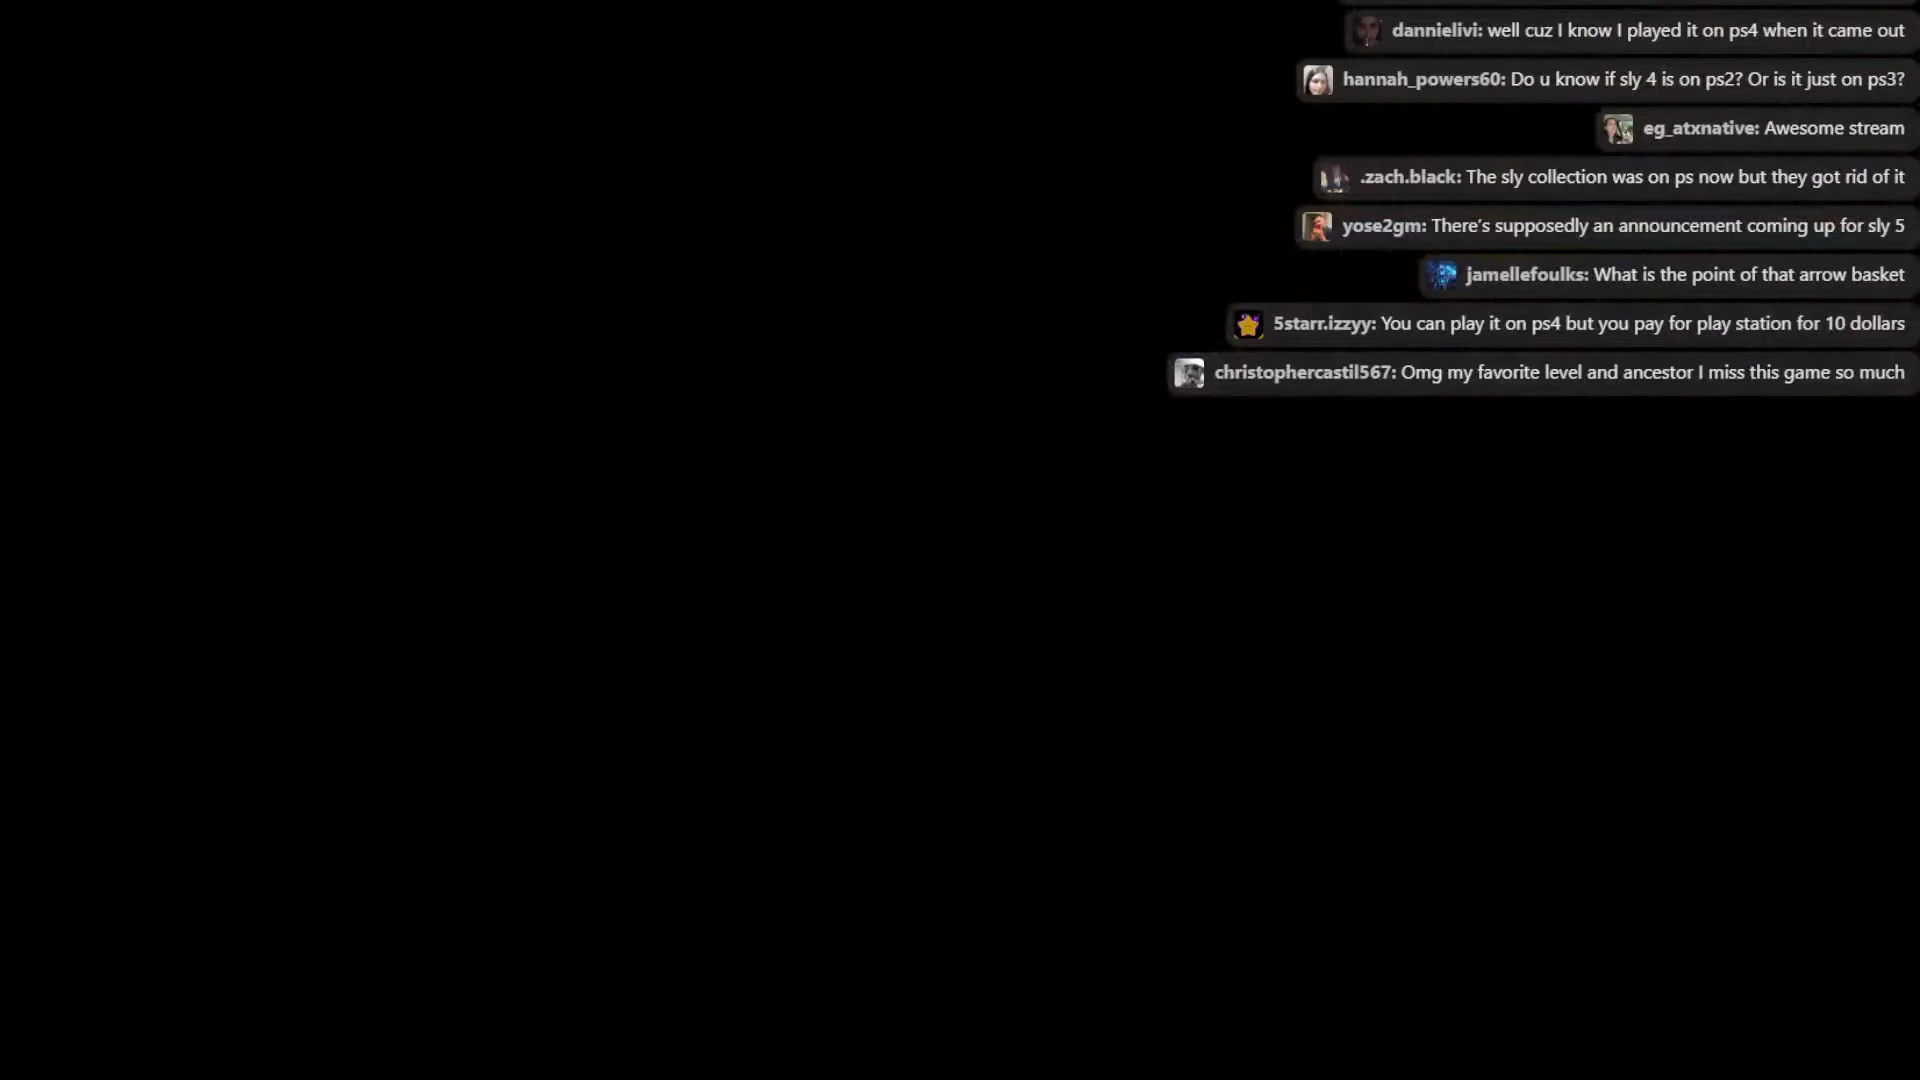 dannielivi: well cuz I know I played it on ps4 when it came out
hannah_powers60: Do u know if sly 4 is on ps2? Or is it just on ps3?
eg_atxnative: Awesome stream
.zach.black: The sly collection was on ps now but they got rid of it
yose2gm: There's supposedly an announcement coming up for sly 5
jamellefoulks: What is the point of that arrow basket
5starr.izzyy: You can play it on ps4 but you pay for play station for 10 dollars
christophercastil567: Omg my favorite level and ancestor I miss this game so much